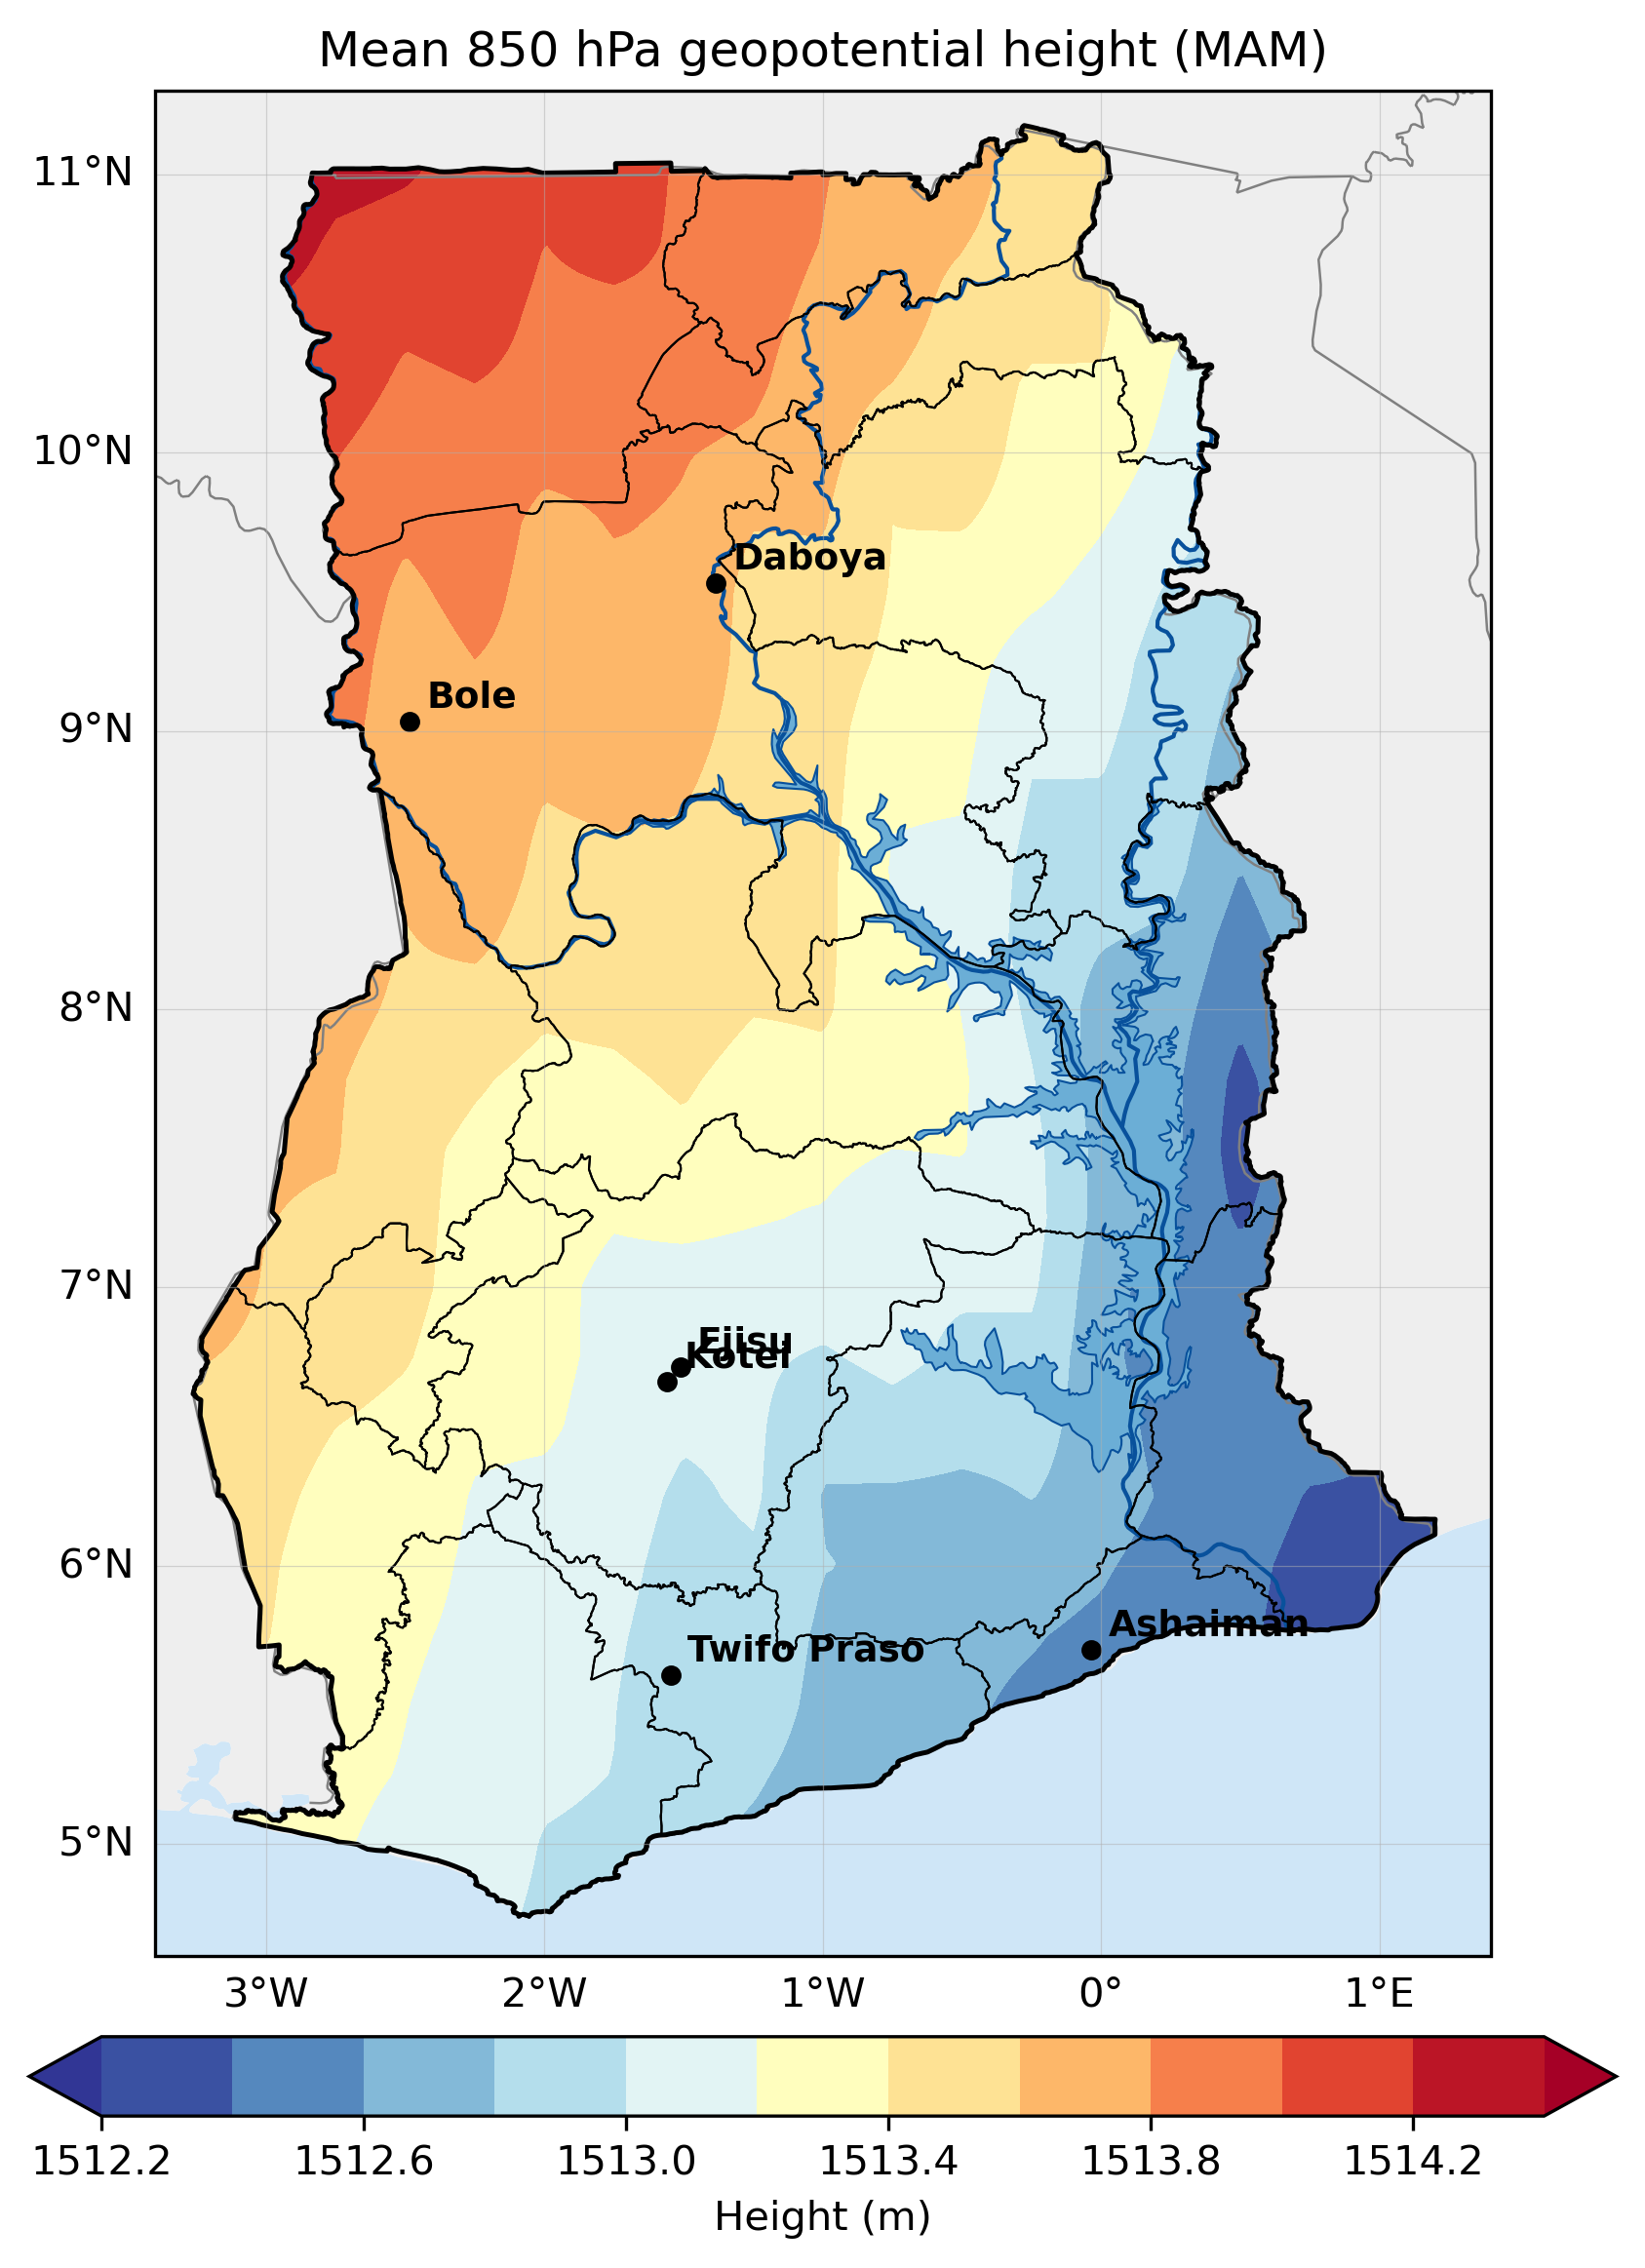 Mean 850 hPa geopotential height (MAM)
11°N
10°N
Daboya
Bole
9°N
8°N
7°N
Ejisu
Kotei
6°N
Ashaiman
Twifo Praso
5°N
3°W 2°W 1°W 0° 1°E
1512.2 1512.6 1513.0 1513.4 1513.8 1514.2
Height (m)